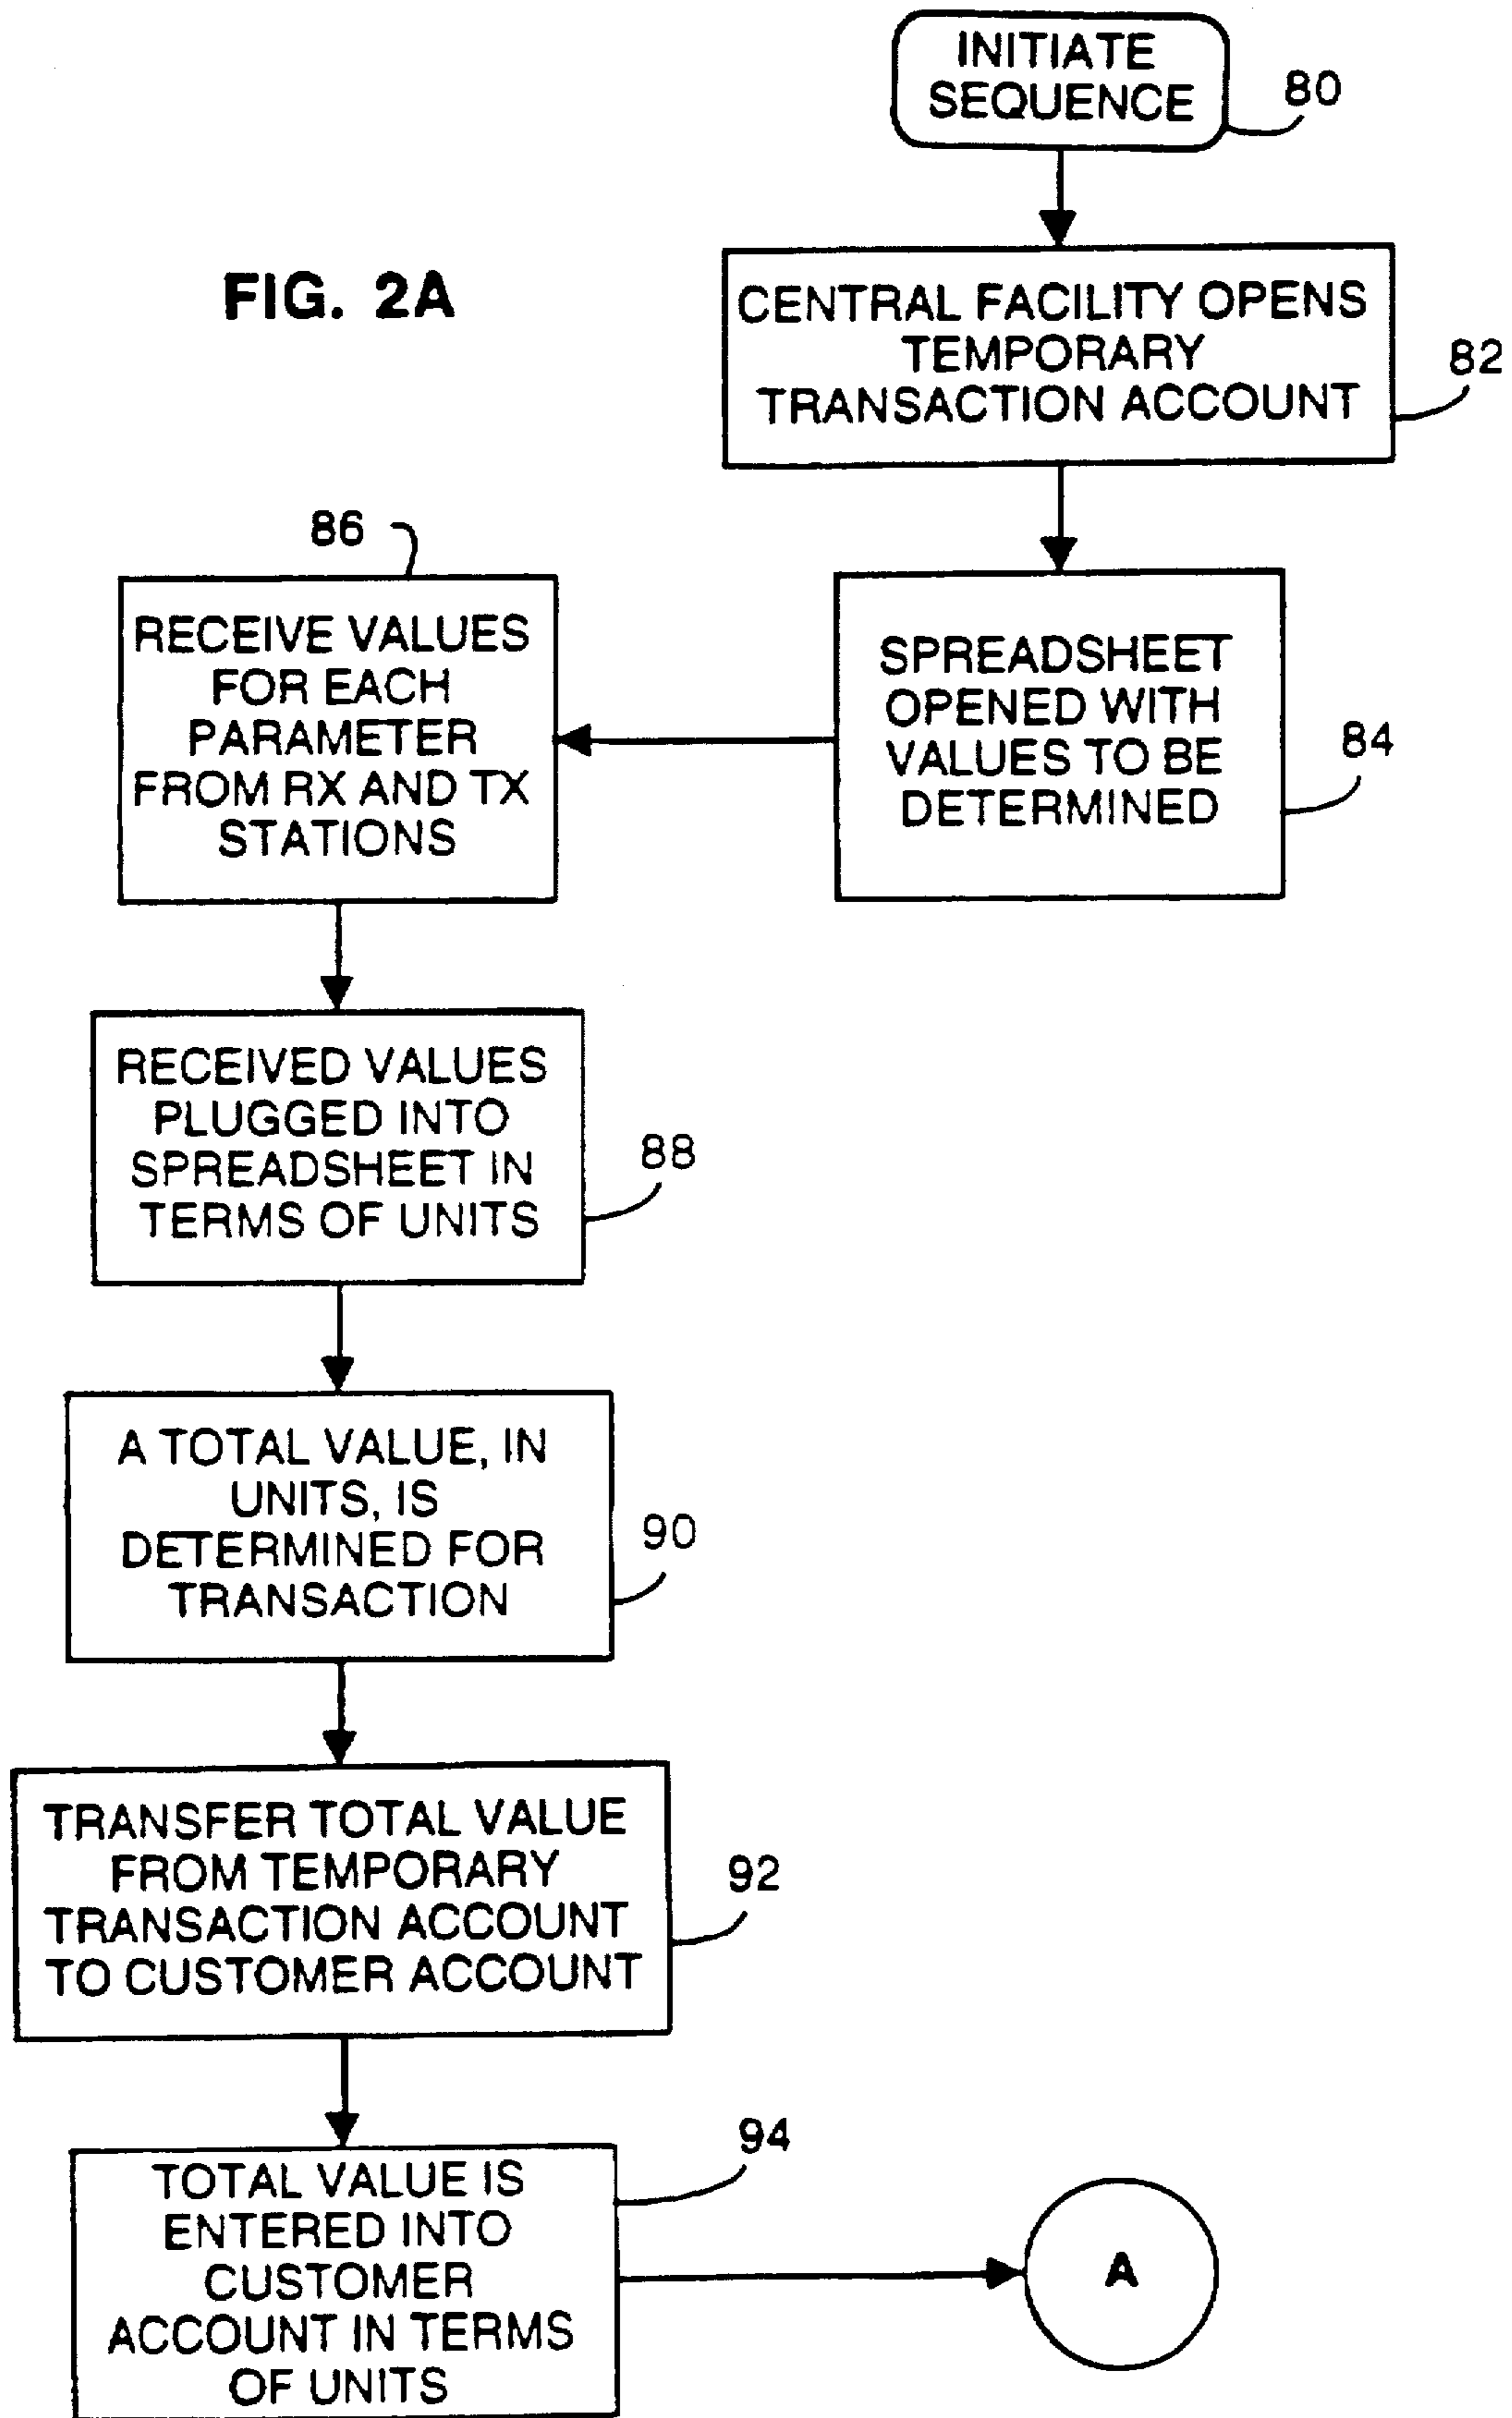 INITIATE
SEQUENCE
80
FIG. 2A
CENTRAL FACILITY OPENS
TEMPORARY
TRANSACTION ACCOUNT
82
SPREADSHEET
OPENED WITH
VALUES TO BE
DETERMINED
84
86
RECEIVE VALUES
FOR EACH
PARAMETER
FROM RX AND TX
STATIONS
RECEIVED VALUES
PLUGGED INTO
SPREADSHEET IN
TERMS OF UNITS
88
A TOTAL VALUE, IN
UNITS, IS
DETERMINED FOR
TRANSACTION
90
TRANSFER TOTAL VALUE
FROM TEMPORARY
TRANSACTION ACCOUNT
TO CUSTOMER ACCOUNT
92
TOTAL VALUE IS
ENTERED INTO
CUSTOMER
ACCOUNT IN TERMS
OF UNITS
94
A